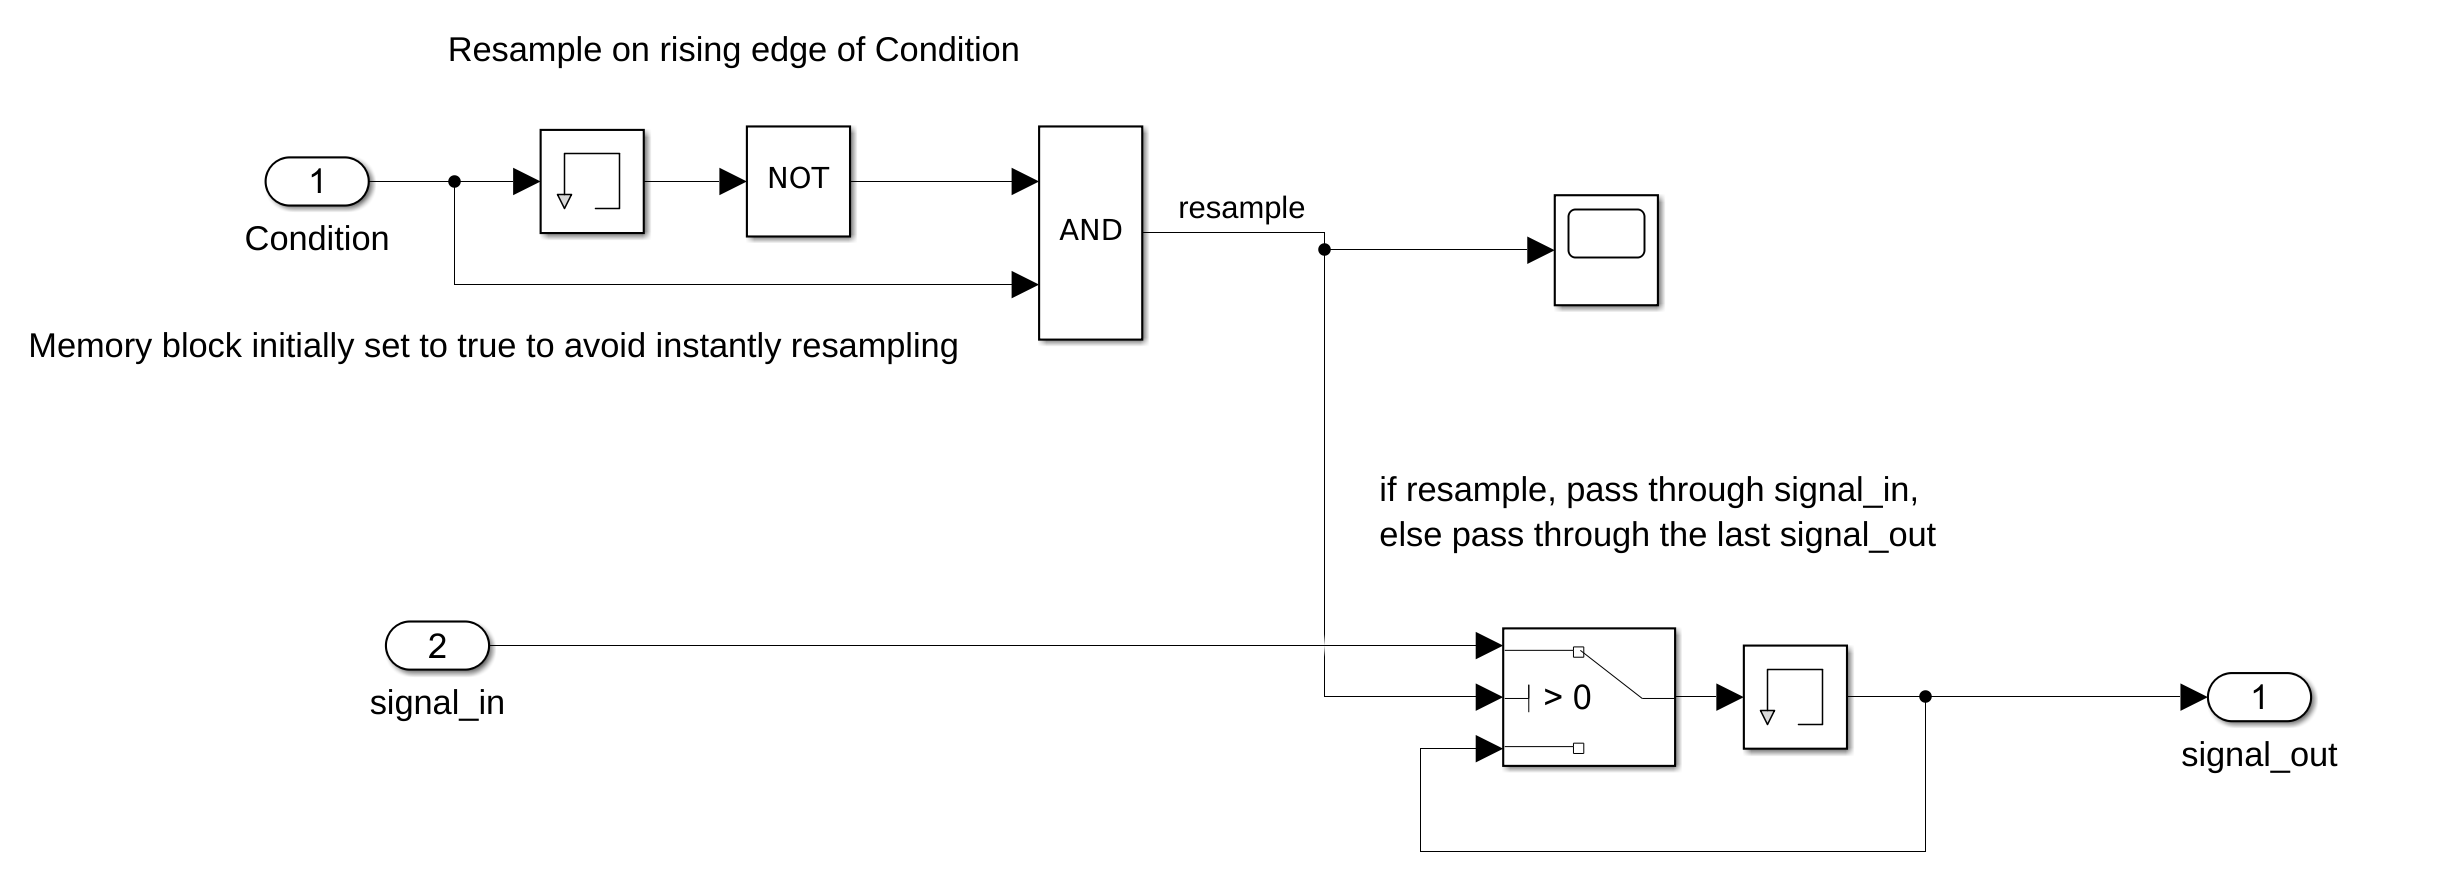 Resample on rising edge of Condition
1
NOT
AND
resample
Condition
Memory block initially set to true to avoid instantly resampling
if resample, pass through signal_in,
else pass through the last signal_out
2
signal_in
> 0
1
signal_out